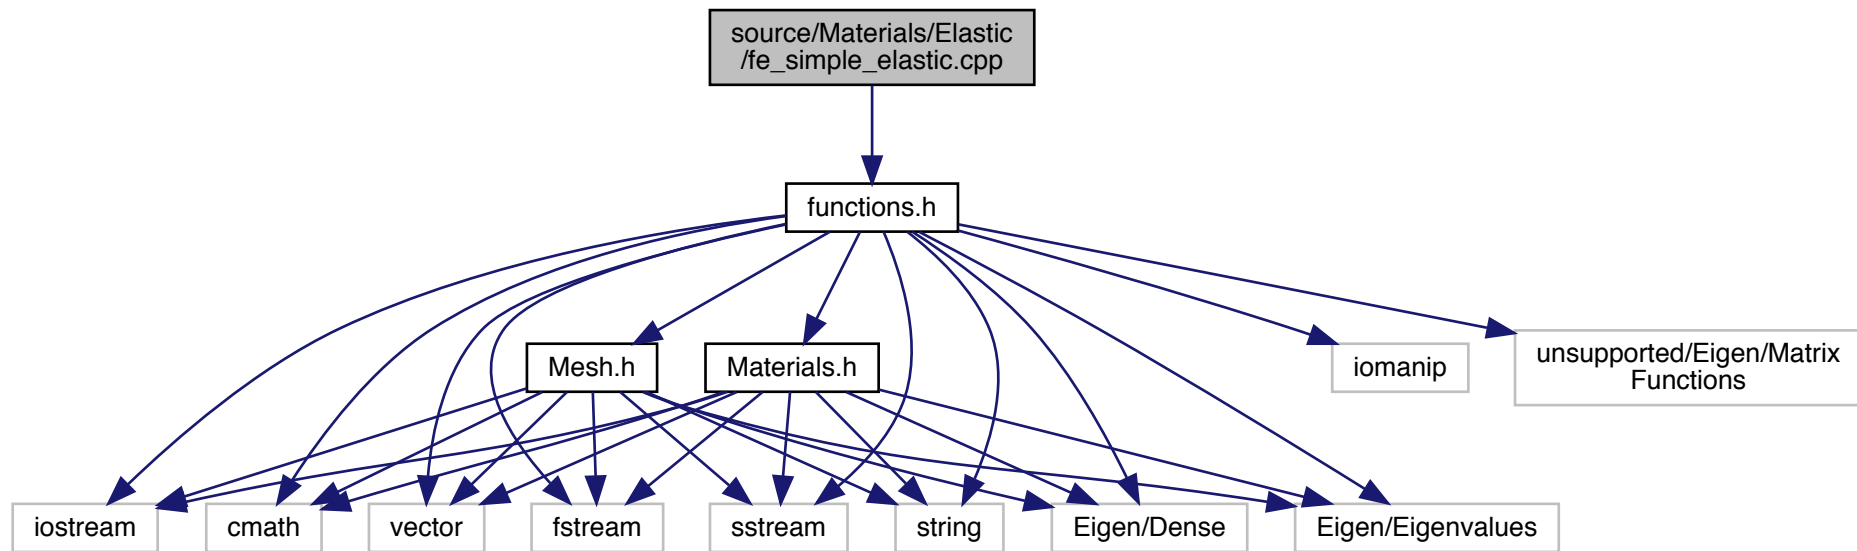 source/Materials/Elastic
/fe_simple_elastic.cpp
functions.h
Mesh.h
Materials.h
iomanip
unsupported/Eigen/Matrix
Functions
iostream
cmath
vector
fstream
sstream
string
Eigen/Dense
Eigen/Eigenvalues